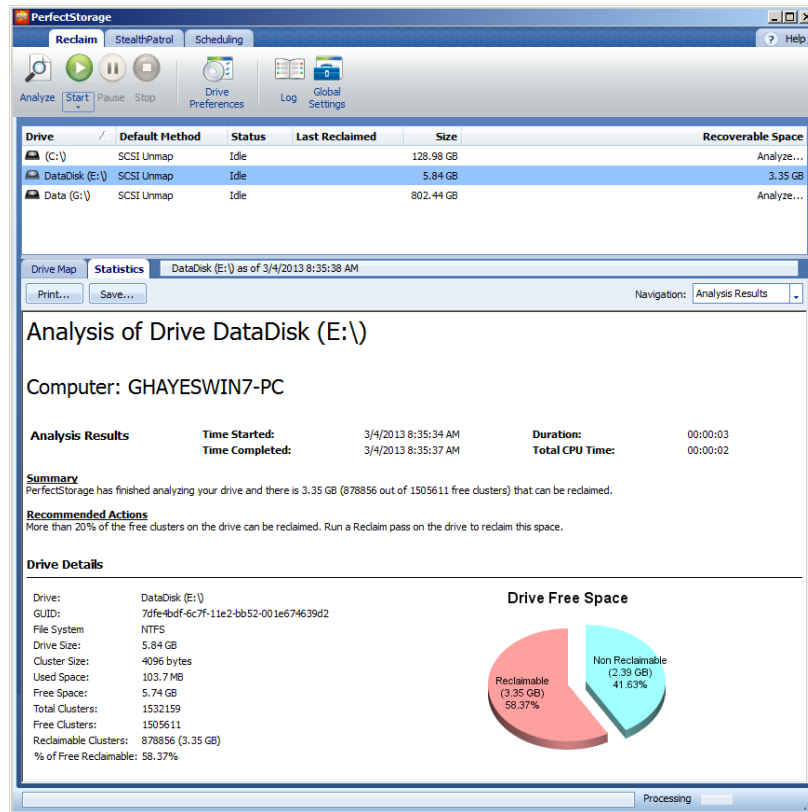 PerfectStorage
Reclaim StealthPatrol Scheduling ? Help
Analyze Start Pause Stop Drive Preferences Log Global Settings
Drive Default Method Status Last Reclaimed Size Recoverable Space
(C:\) SCSI Unmap Idle 128.98 GB Analyze...
DataDisk (E:\) SCSI Unmap Idle 5.84 GB 3.35 GB
Data (G:\) SCSI Unmap Idle 802.44 GB Analyze...
Drive Map Statistics DataDisk (E:\) as of 3/4/2013 8:35:38 AM
Print... Save... Navigation: Analysis Results
Analysis of Drive DataDisk (E:\)
Computer: GHAYESWIN7-PC
Analysis Results Time Started: 3/4/2013 8:35:34 AM Duration: 00:00:03
Time Completed: 3/4/2013 8:35:37 AM Total CPU Time: 00:00:02
Summary
PerfectStorage has finished analyzing your drive and there is 3.35 GB (878856 out of 1505611 free clusters) that can be reclaimed.
Recommended Actions
More than 20% of the free clusters on the drive can be reclaimed. Run a Reclaim pass on the drive to reclaim this space.
Drive Details
Drive: DataDisk (E:\)
GUID: 7dfe4bdf-6c7f-11e2-bb52-001e674639d2
File System NTFS
Drive Size: 5.84 GB
Cluster Size: 4096 bytes
Used Space: 103.7 MB
Free Space: 5.74 GB
Total Clusters: 1532159
Free Clusters: 1505611
Reclaimable Clusters: 878856 (3.35 GB)
% of Free Reclaimable: 58.37%
Drive Free Space
Reclaimable
(3.35 GB)
58.37%
Non Reclaimable
(2.39 GB)
41.63%
Processing